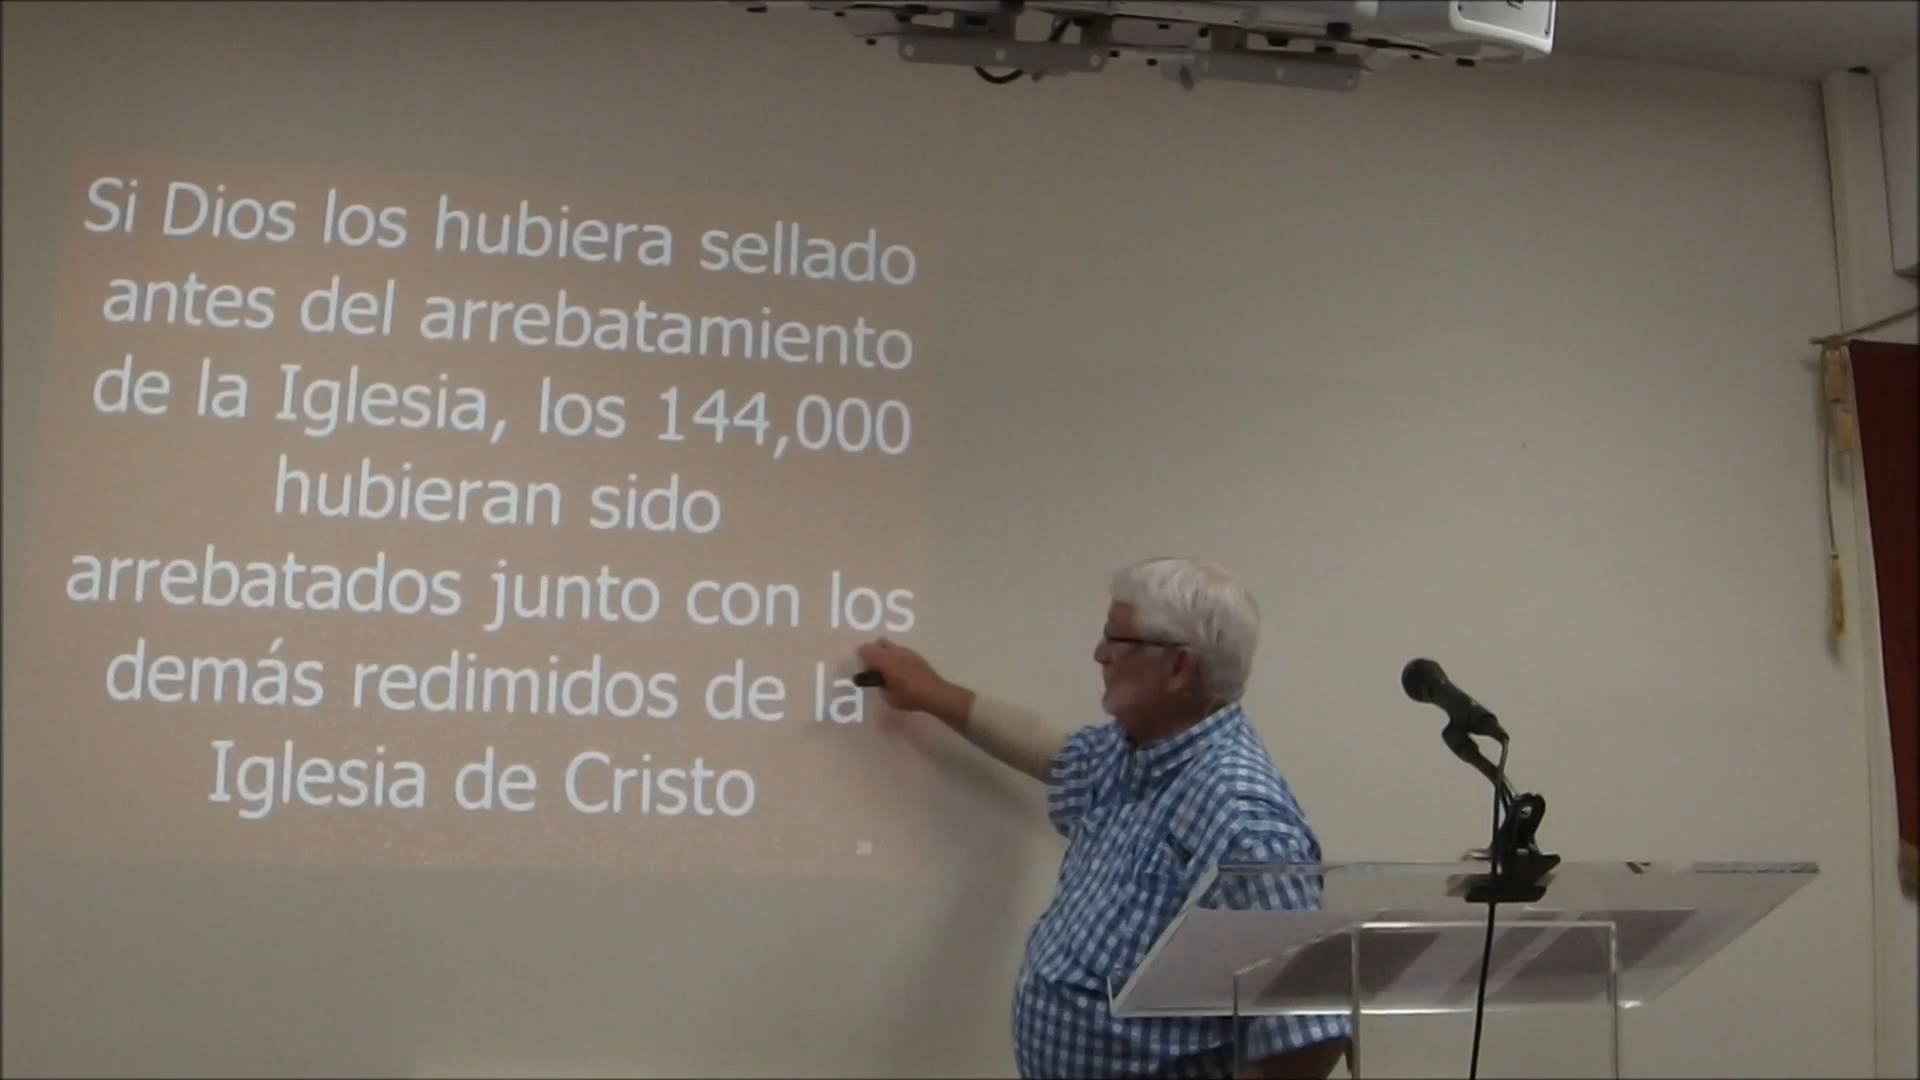 Si Dios los hubiera sellado
antes del arrebatamiento
de la Iglesia, los 144,000
hubieran sido
arrebatados junto con los
demás redimidos de la
Iglesia de Cristo